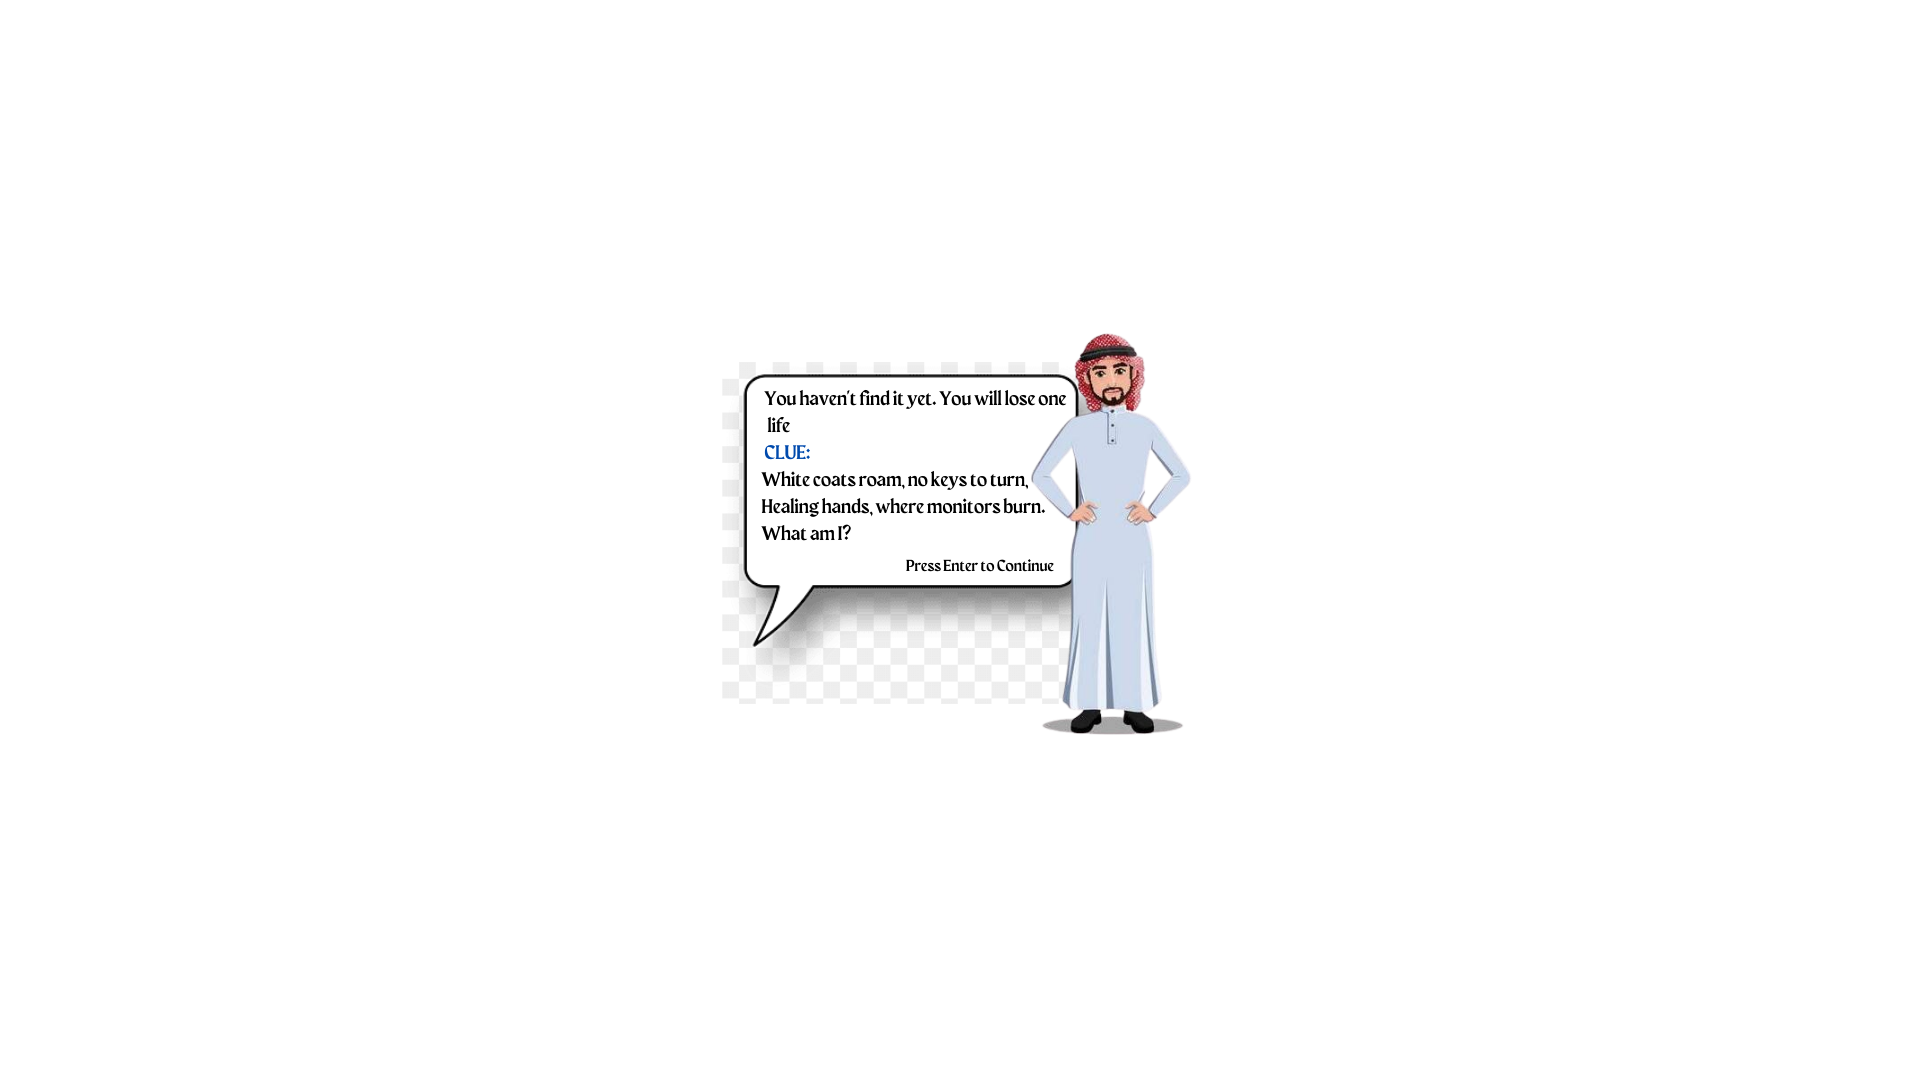 You haven't find it yet. You will lose one
life
CLUE:
White coats roam, no keys to turn,
Healing hands, where monitors burn.
What am I?
Press Enter to Continue